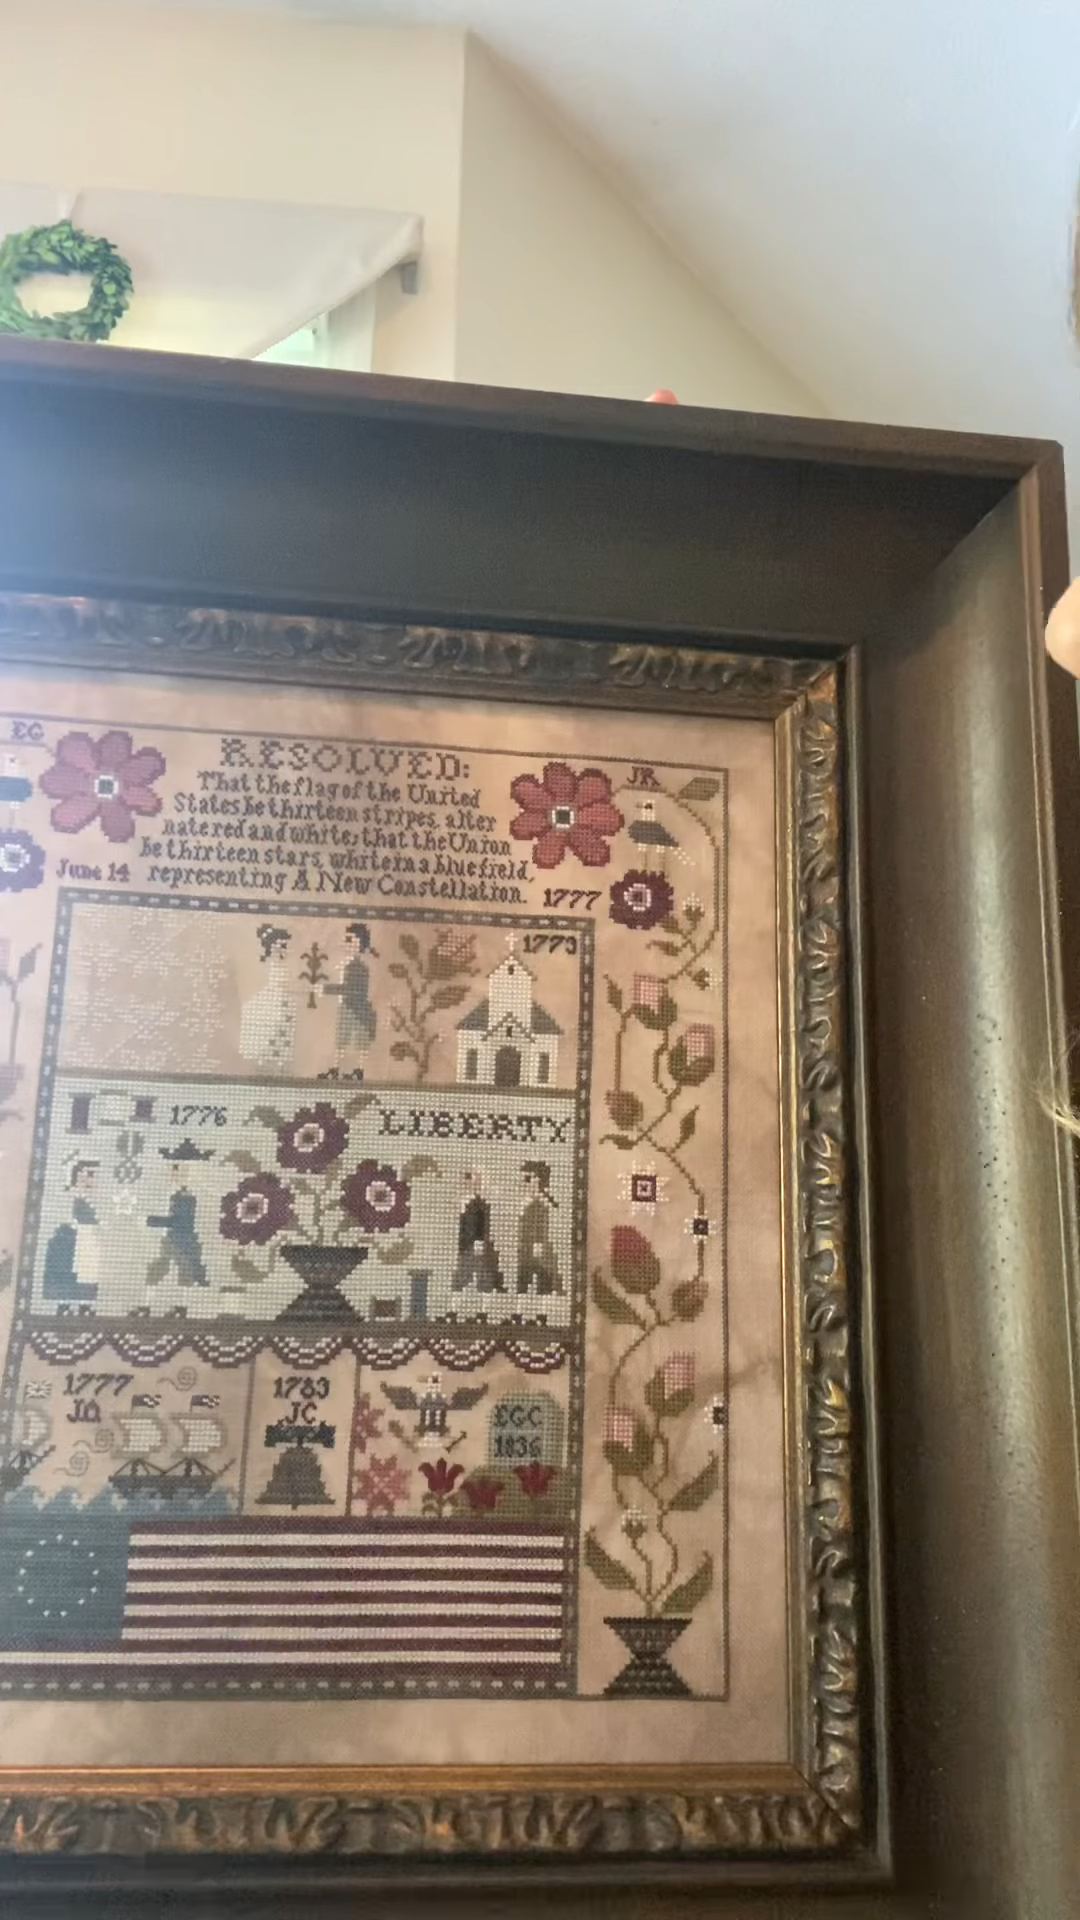 EG
RESOLVED:
JR
That the flag of the United
States be thirteen stripes, alter
nate red and white; that the Union
be thirteen stars, white in a blue field,
June 14 representing A New Constellation. 1777
1773
1776 LIBERTY
1777
JA
1783
JC
EGC
1836